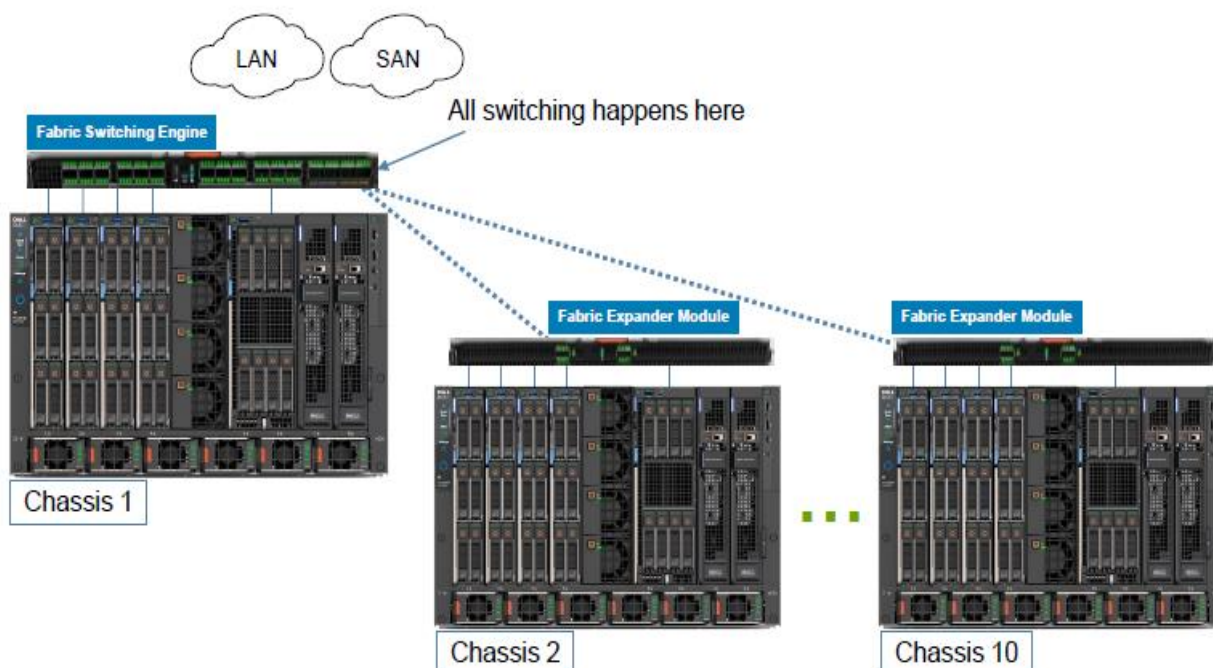 LAN
SAN
All switching happens here
Fabric Switching Engine
Fabric Expander Module
Fabric Expander Module
Chassis 1
Chassis 2
Chassis 10